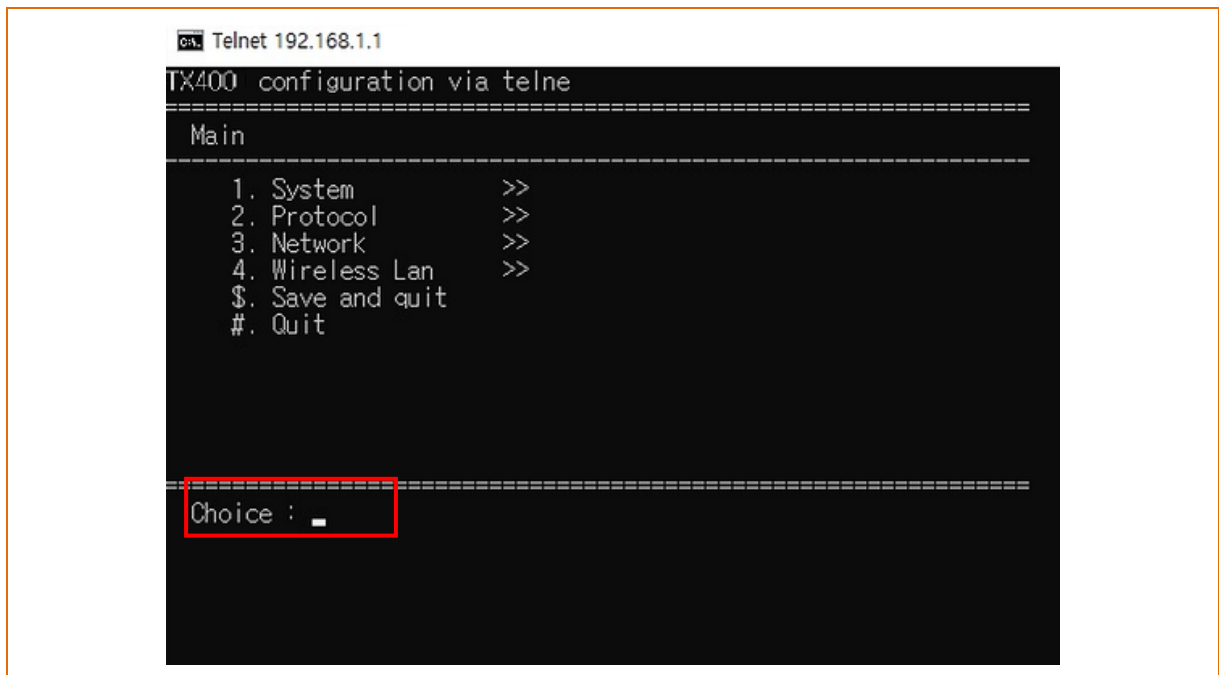 Telnet 192.168.1.1
TX400 configuration via telne
==========================================================
Main
----------------------------------------------------------
1. System >>
2. Protocol >>
3. Network >>
4. Wireless Lan >>
$. Save and quit
#. Quit
==========================================================
Choice : _